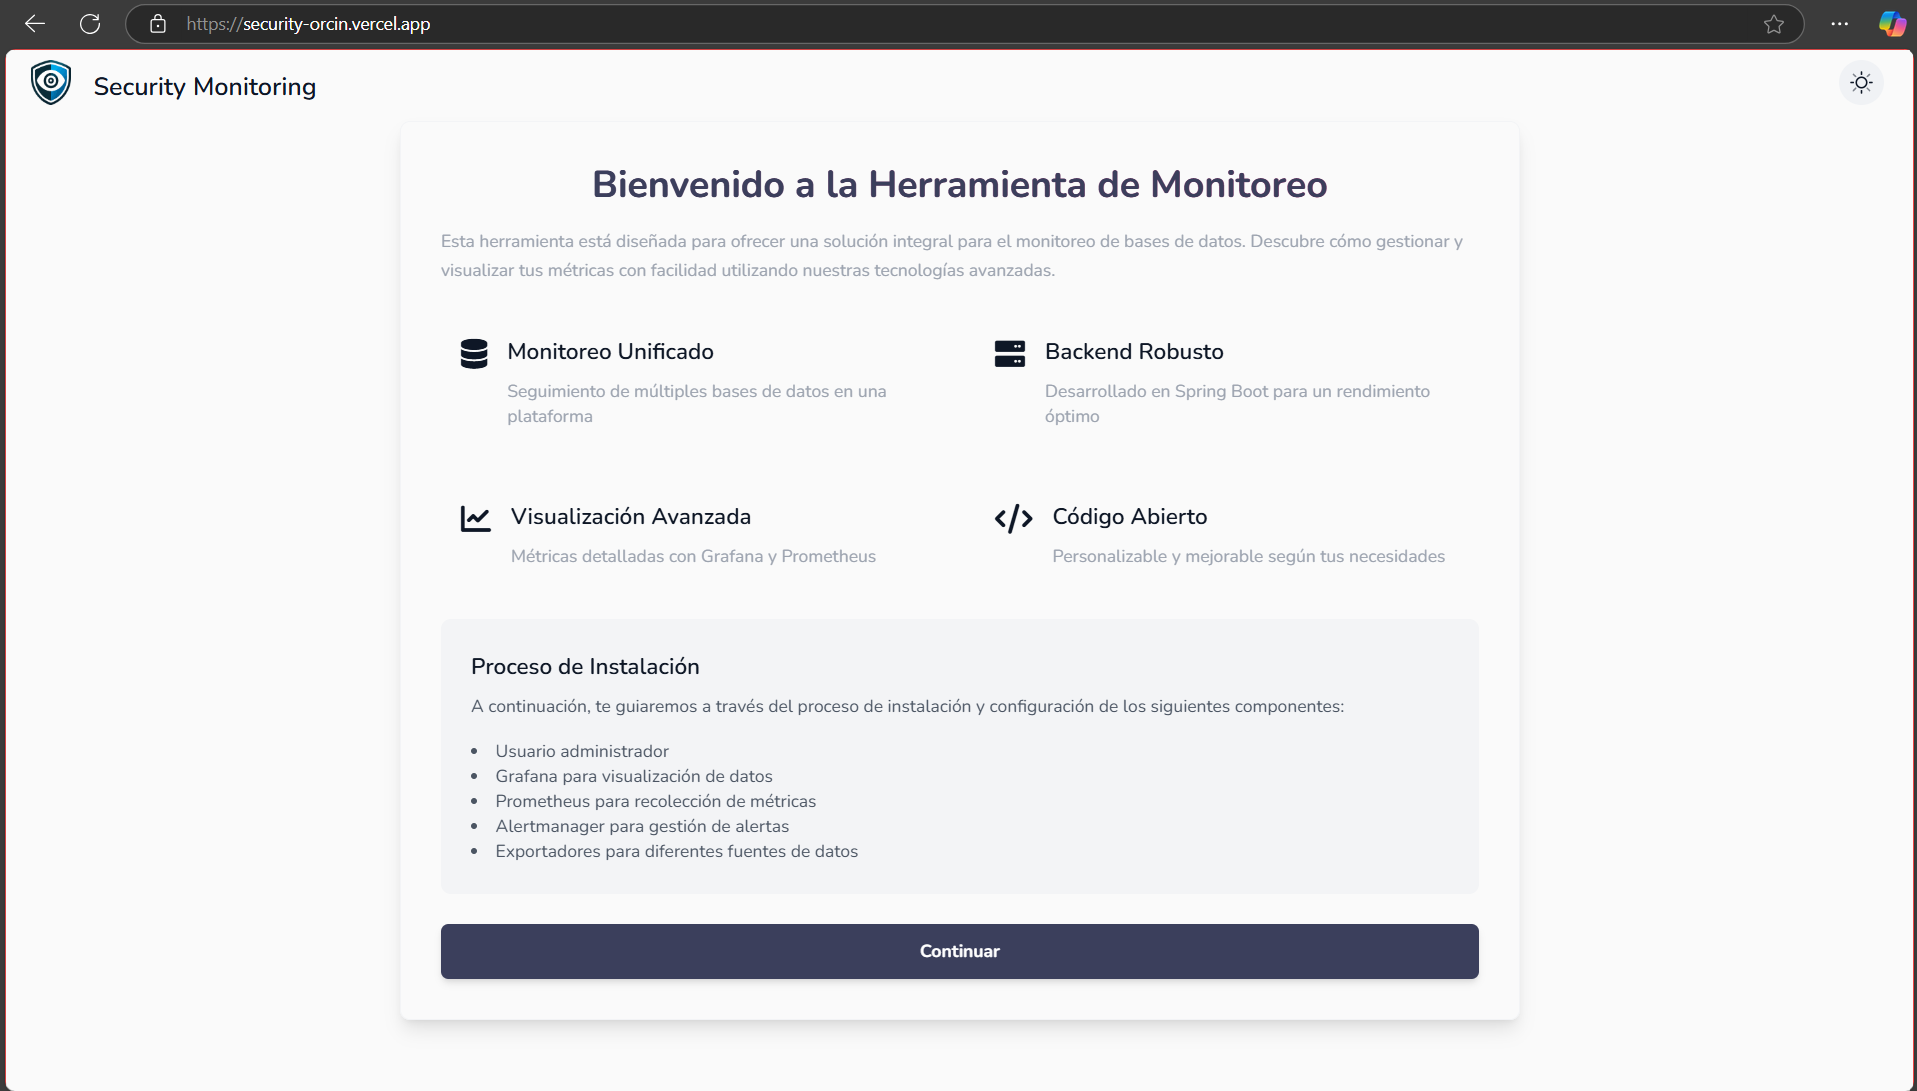 https://security-orcin.vercel.app
Security Monitoring
Bienvenido a la Herramienta de Monitoreo
Esta herramienta está diseñada para ofrecer una solución integral para el monitoreo de bases de datos. Descubre cómo gestionar y
visualizar tus métricas con facilidad utilizando nuestras tecnologías avanzadas.
Monitoreo Unificado
Seguimiento de múltiples bases de datos en una
plataforma
Backend Robusto
Desarrollado en Spring Boot para un rendimiento
óptimo
Visualización Avanzada
Métricas detalladas con Grafana y Prometheus
Código Abierto
Personalizable y mejorable según tus necesidades
Proceso de Instalación
A continuación, te guiaremos a través del proceso de instalación y configuración de los siguientes componentes:
• Usuario administrador
• Grafana para visualización de datos
• Prometheus para recolección de métricas
• Alertmanager para gestión de alertas
• Exportadores para diferentes fuentes de datos
Continuar